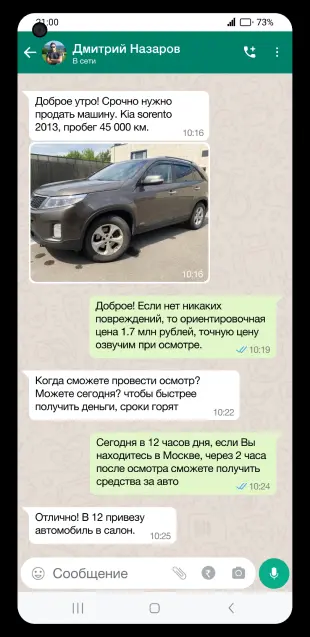 21:00
73%
Дмитрий Назаров
В сети
Доброе утро! Срочно нужно
продать машину. Kia sorento
2013, пробег 45 000 км.
10:16
10:16
Доброе! Если нет никаких
повреждений, то ориентировочная
цена 1.7 млн рублей, точную цену
озвучим при осмотре.
10:19
Когда сможете провести осмотр?
Можете сегодня? чтобы быстрее
получить деньги, сроки горят
10:22
Сегодня в 12 часов дня, если Вы
находитесь в Москве, через 2 часа
после осмотра сможете получить
средства за авто
10:24
Отлично! В 12 привезу
автомобиль в салон.
10:25
Сообщение